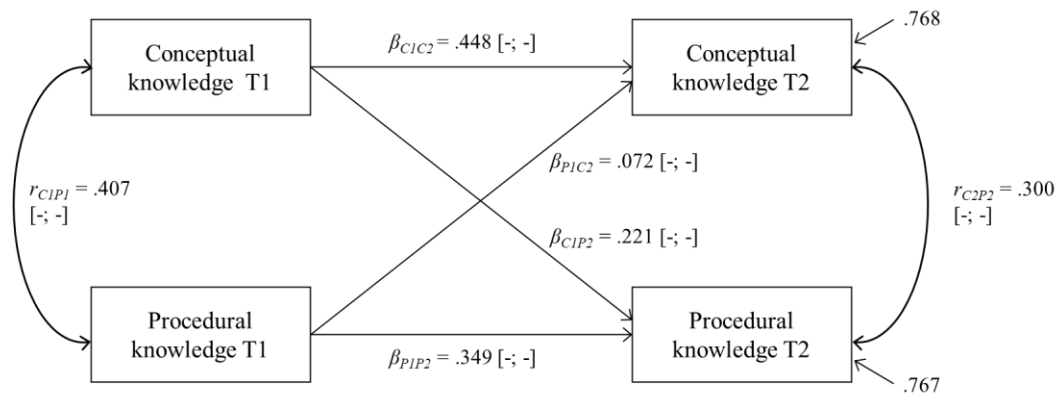 Conceptual
knowledge T1
β_C1C2 = .448 [-; -]
Conceptual
knowledge T2
.768
β_P1C2 = .072 [-; -]
r_C1P1 = .407
[-; -]
r_C2P2 = .300
[-; -]
β_C1P2 = .221 [-; -]
Procedural
knowledge T1
β_P1P2 = .349 [-; -]
Procedural
knowledge T2
.767